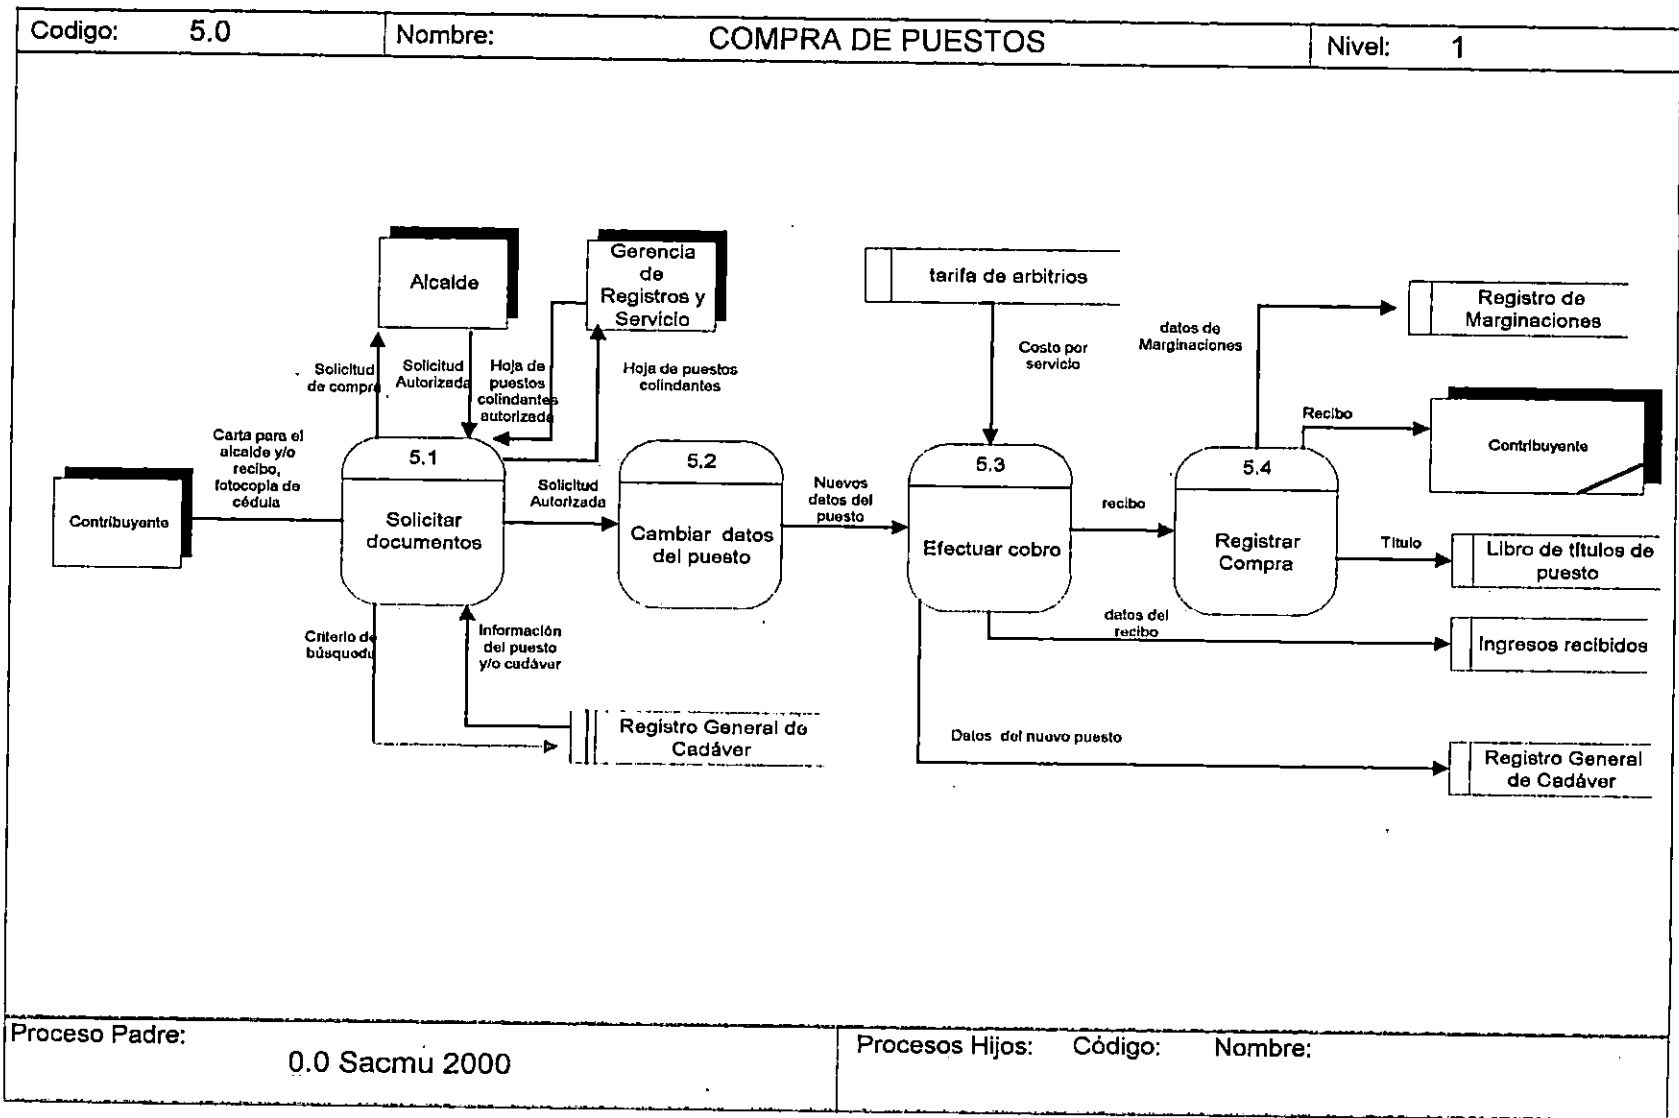 Codigo: 5.0
Nombre: COMPRA DE PUESTOS
Nivel: 1
Alcalde
Gerencia
de
Registros y
Servicio
tarifa de arbitrios
Registro de
Marginaciones
datos de
Marginaciones
Costo por
servicio
Solicitud
de compra
Solicitud
Autorizada
Hoja de
puestos
colindantes
autorizada
Hoja de puestos
colindantes
Recibo
Contribuyente
Carta para el
alcalde y/o
recibo,
fotocopia de
cédula
Contribuyente
5.1
Solicitar
documentos
Solicitud
Autorizada
5.2
Cambiar datos
del puesto
Nuevos
datos del
puesto
5.3
Efectuar cobro
recibo
5.4
Registrar
Compra
Título
Libro de títulos de
puesto
datos del
recibo
Ingresos recibidos
Criterio de
búsqueda
Información
del puesto
y/o cadáver
Registro General de
Cadáver
Datos del nuevo puesto
Registro General
de Cadáver
Proceso Padre:
0.0 Sacmu 2000
Procesos Hijos: Código: Nombre: